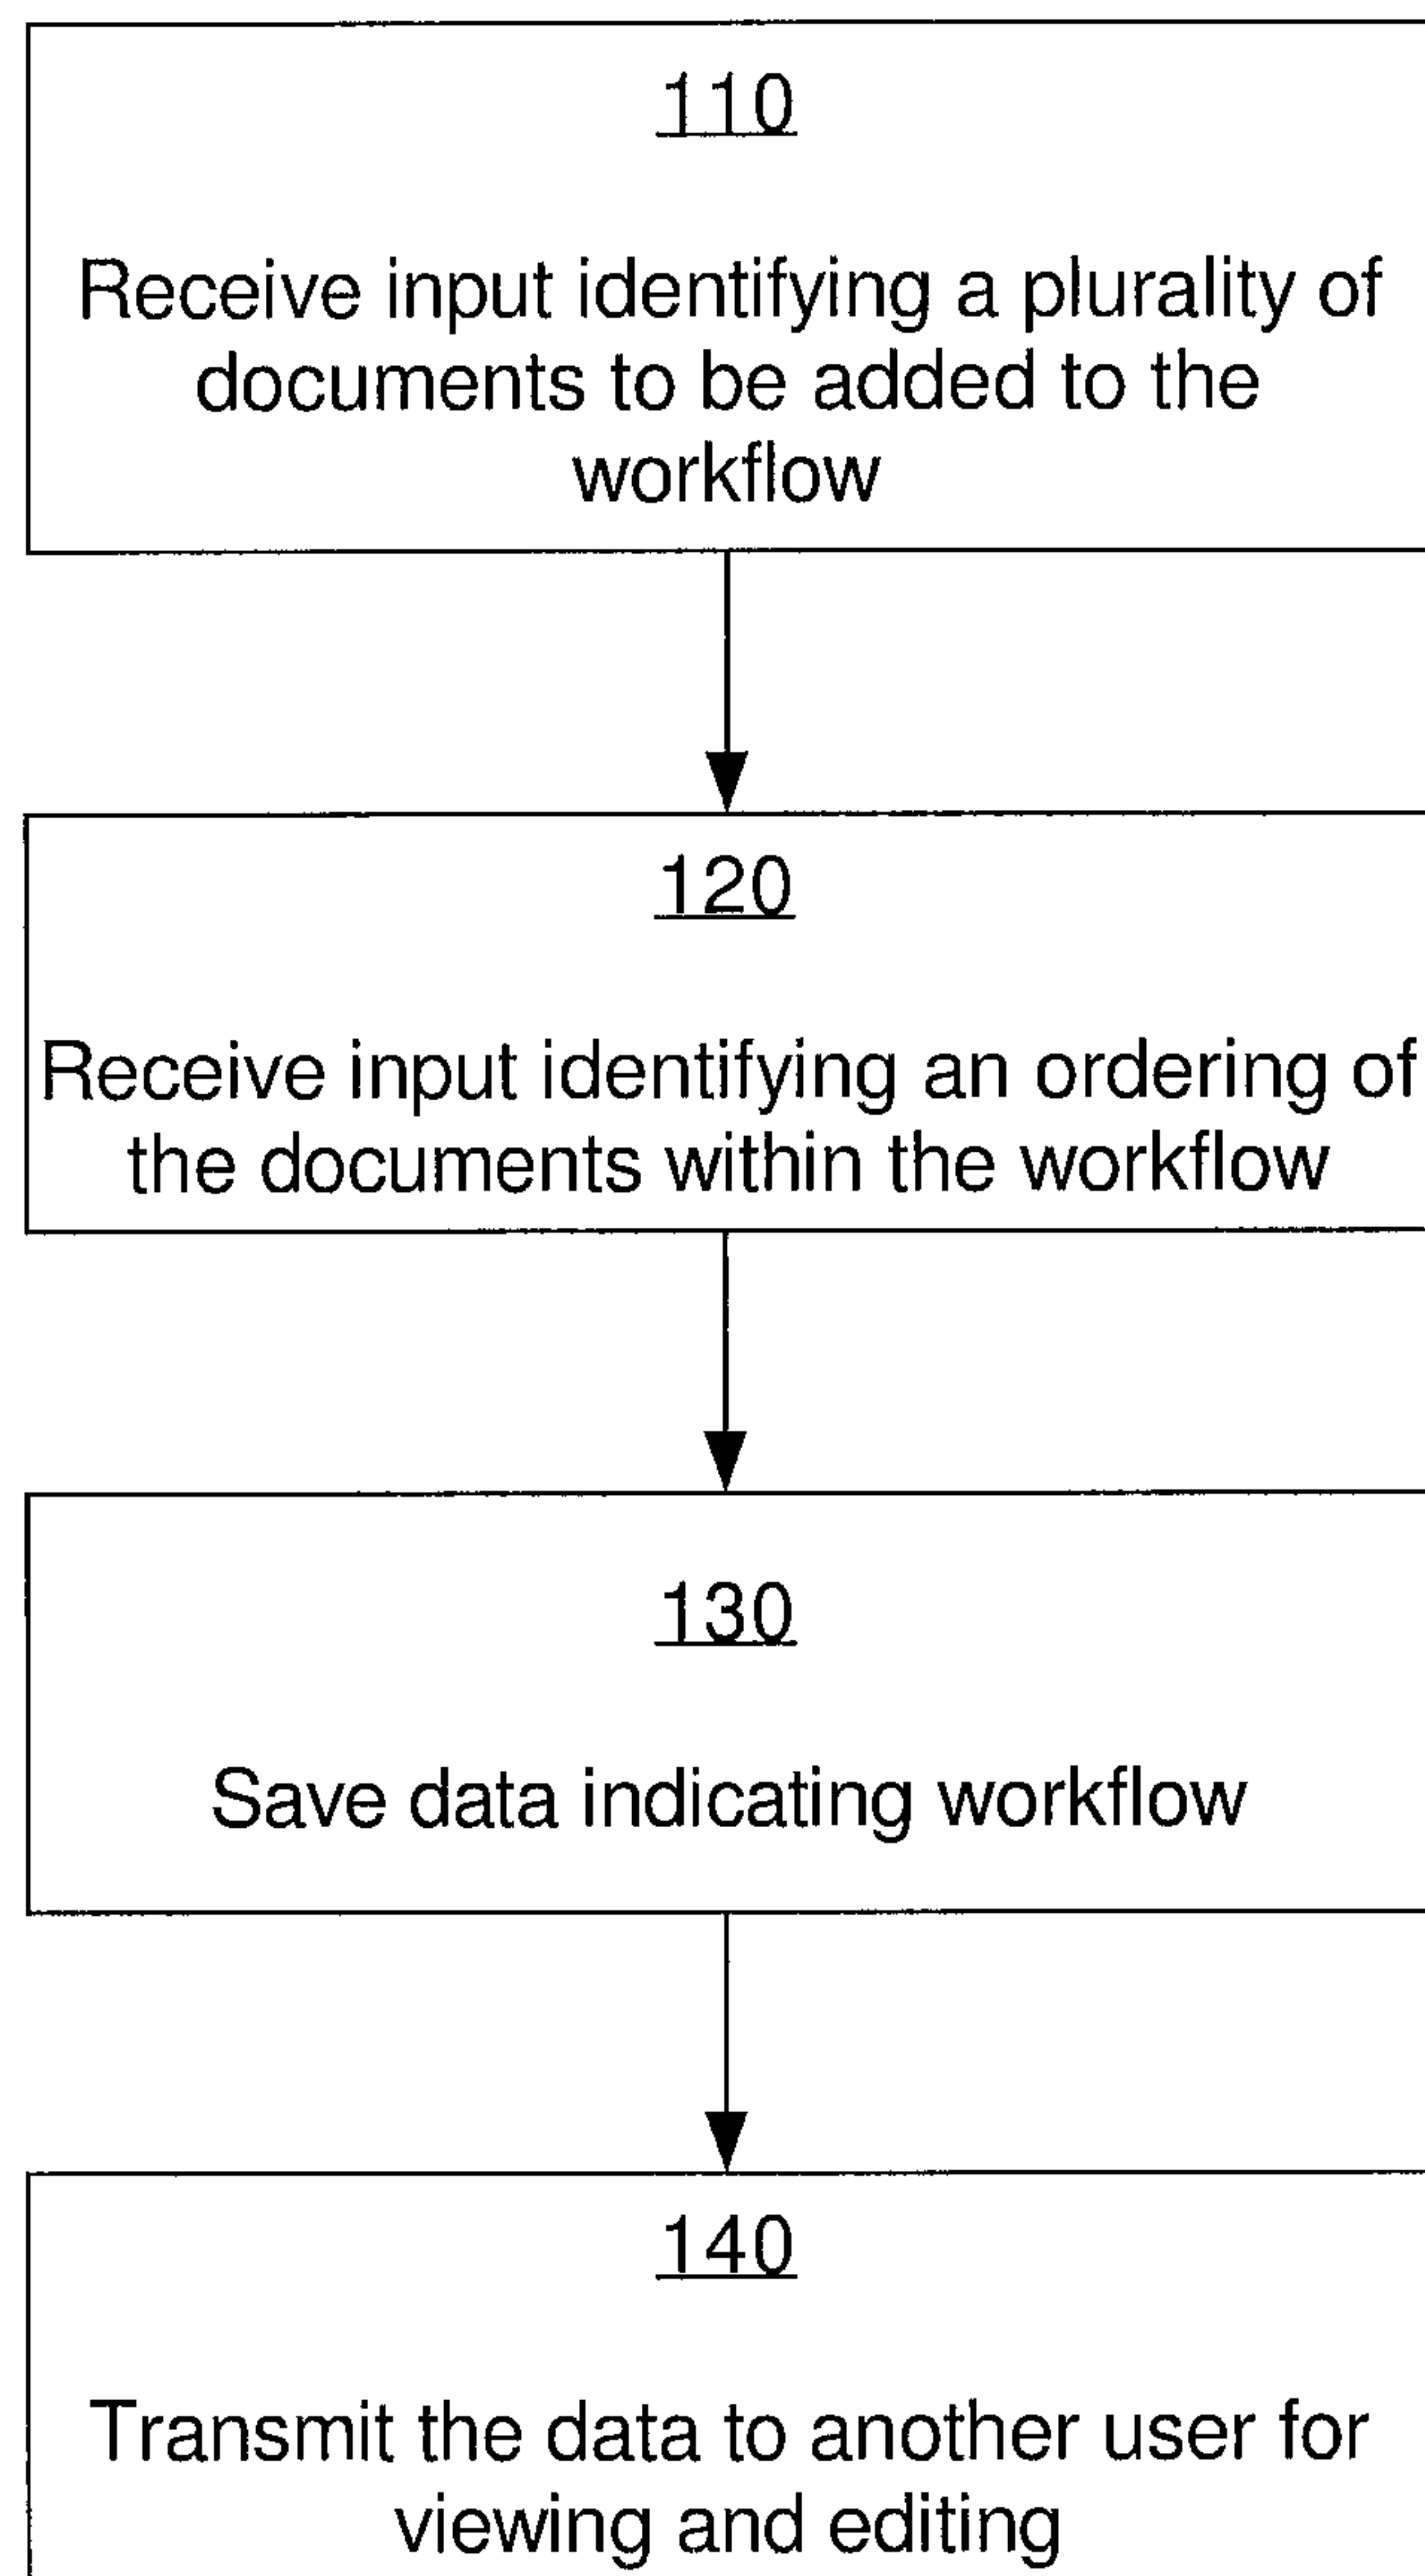 110
Receive input identifying a plurality of
documents to be added to the
workflow
120
Receive input identifying an ordering of
the documents within the workflow
130
Save data indicating workflow
140
Transmit the data to another user for
viewing and editing